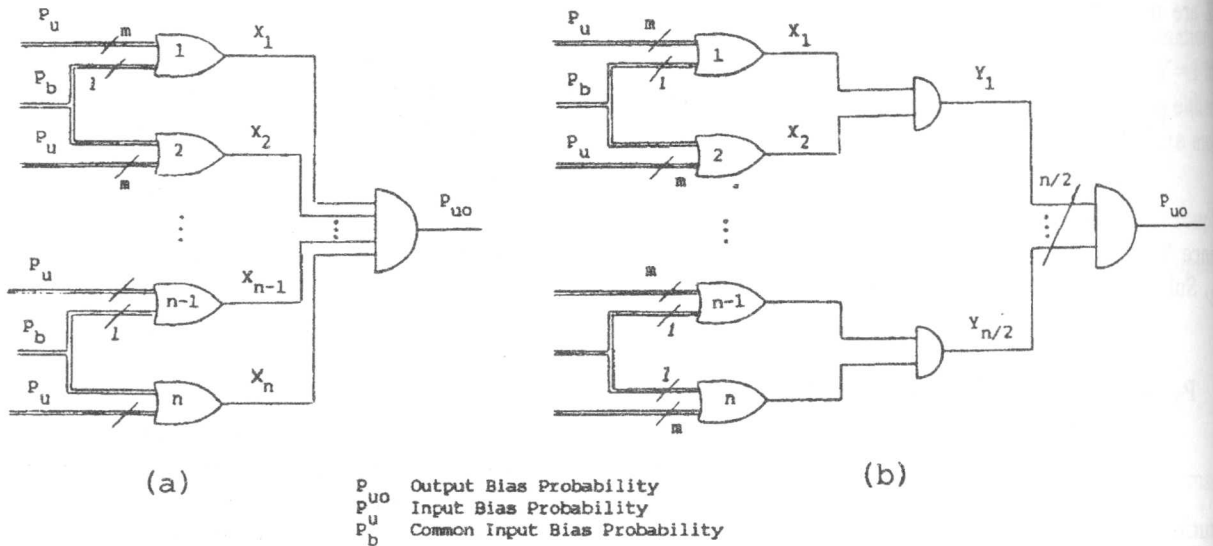 P_u m 1 X_1
l
P_b
P_u 2 X_2
m
P_uo
P_u n-1 X_n-1
l
P_b
P_u n X_n
(a)
P_u m 1 X_1
l
P_b Y_1
P_u 2 X_2
m
n/2
P_uo
m n-1
l
Y_n/2
l
n
m
(b)
P_uo Output Bias Probability
P_u Input Bias Probability
P_b Common Input Bias Probability